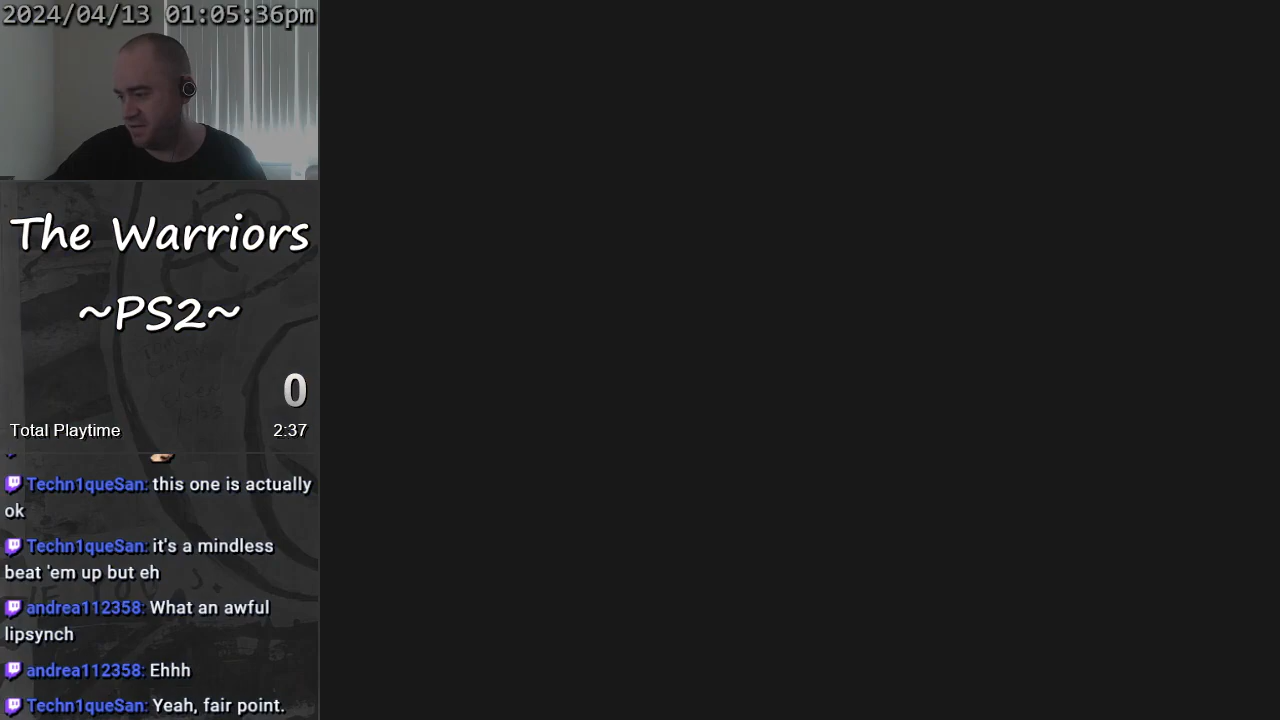 2024/04/13 01:05:36pm
The Warriors
~PS2~
0
Total Playtime 2:37
Techn1queSan: this one is actually
ok
Techn1queSan: it's a mindless
beat 'em up but eh
andrea112358: What an awful
lipsynch
andrea112358: Ehhh
Techn1queSan: Yeah, fair point.